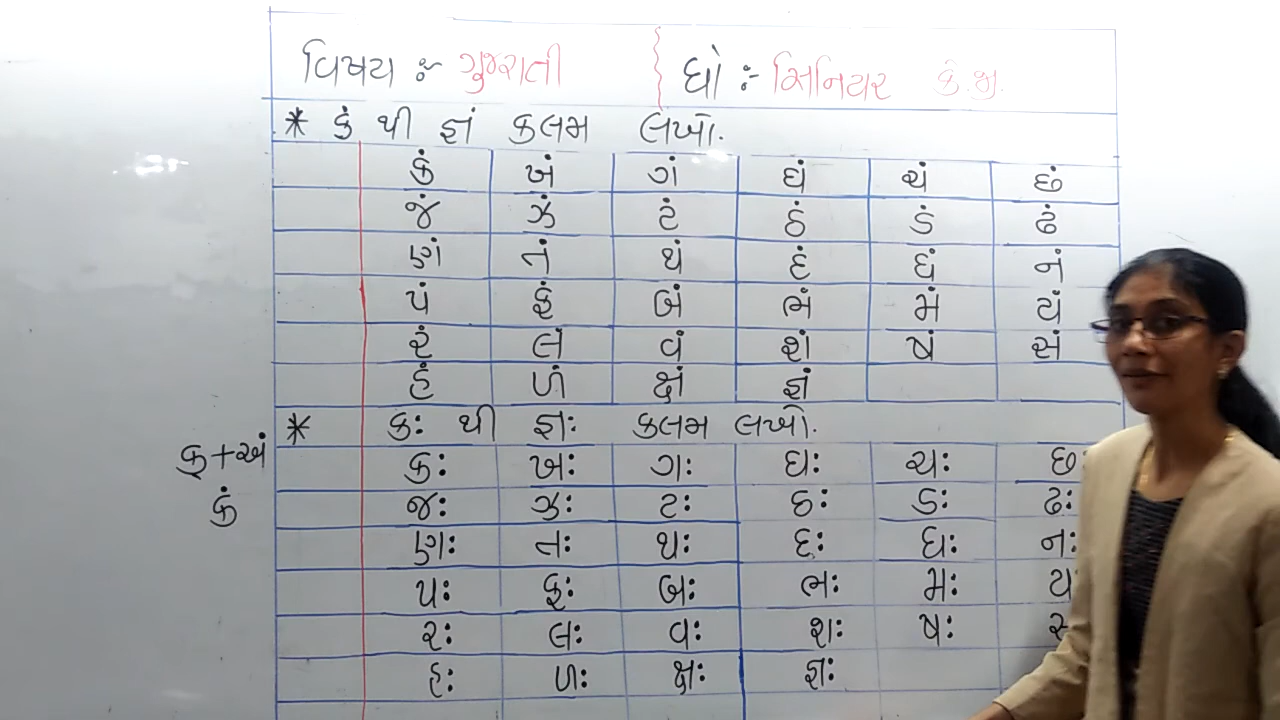 વિષય :- ગુજરાતી ધો :- સિનિયર કે.જી.
* કં થી જ્ઞં કલમ લખો.
કં ખં ગં ઘં ચં છં
જં ઝં ટં ઠં ડં ઢં
ણં તં થં દં ધં નં
પં ફં બં ભં મં યં
રં લં વં શં ષં સં
હં ળં ક્ષં જ્ઞં
* કઃ થી જ્ઞઃ કલમ લખો.
ક+અં
કં
કઃ ખઃ ગઃ ઘઃ ચઃ છઃ
જઃ ઝઃ ટઃ ઠઃ ડઃ ઢઃ
ણઃ તઃ થઃ દઃ ધઃ નઃ
પઃ ફઃ બઃ ભઃ મઃ ય
રઃ લઃ વઃ શઃ ષઃ સ
હઃ ળઃ ક્ષઃ જ્ઞઃ